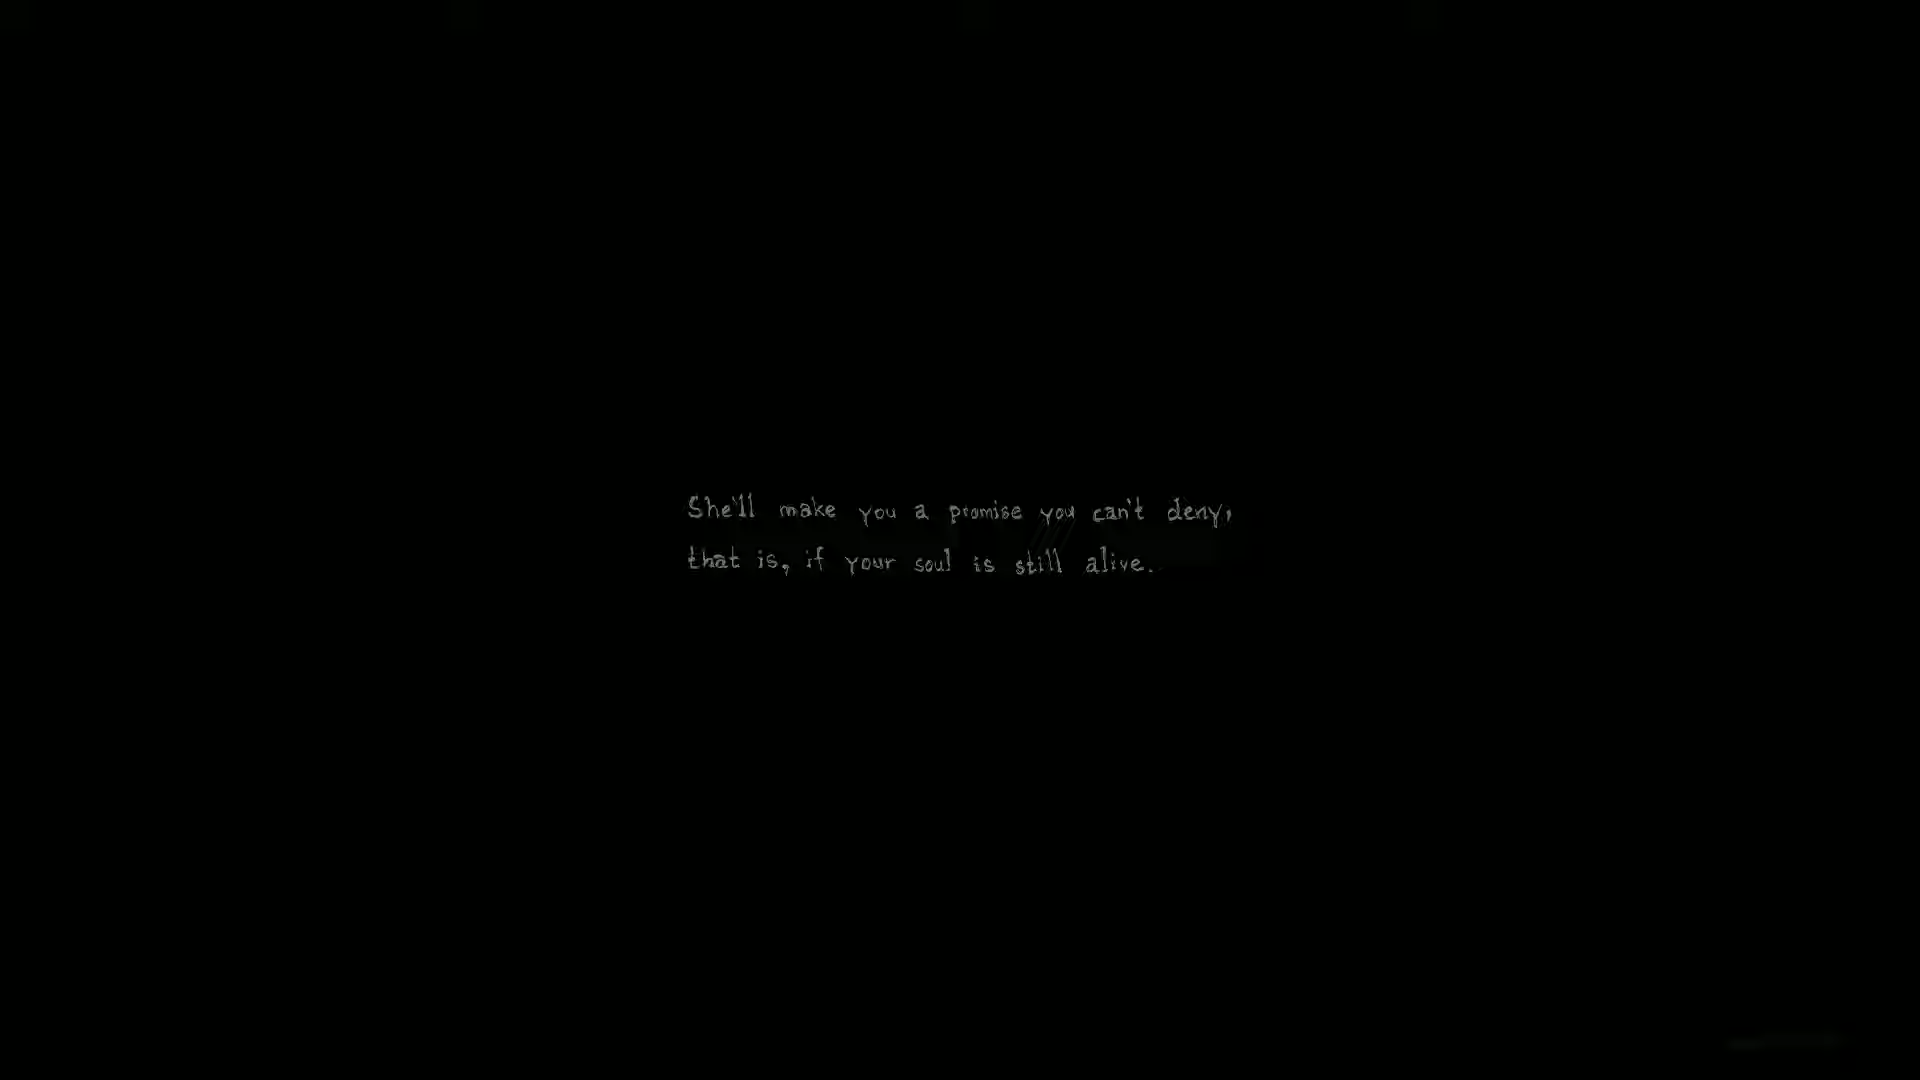 She'll make you a promise you can't deny,
that is, if your soul is still alive.